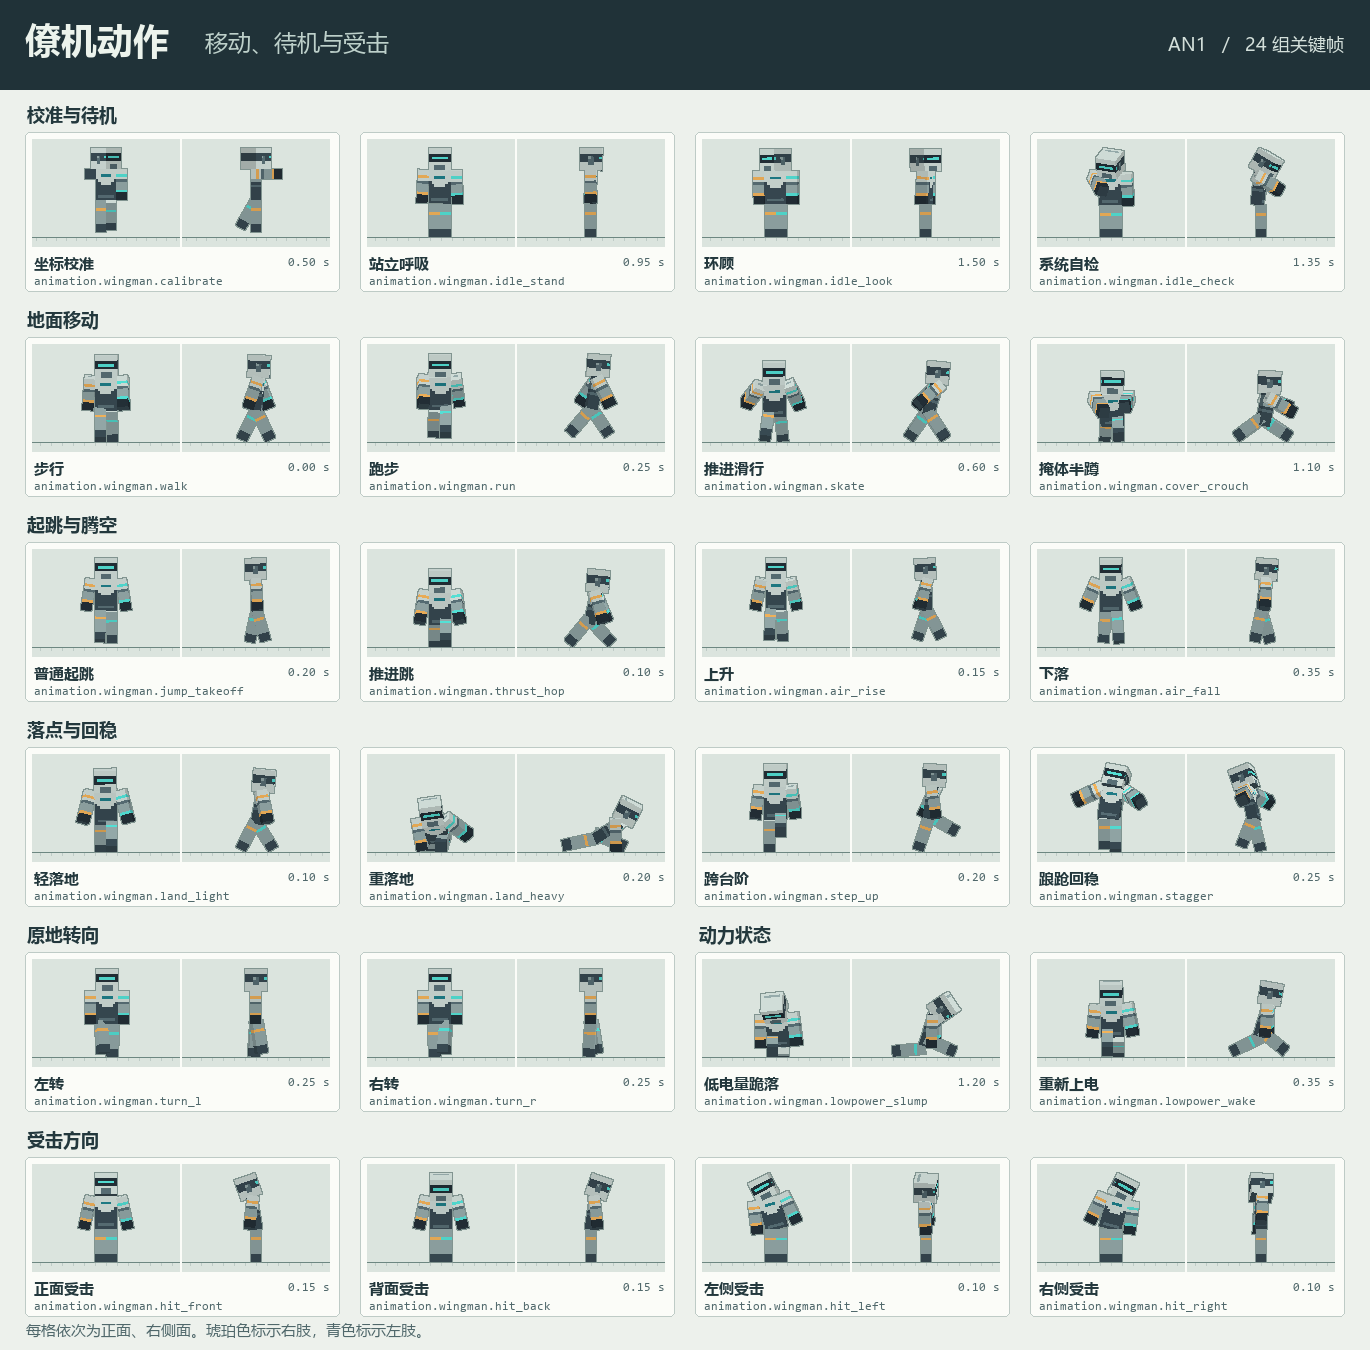 僚机动作 移动、待机与受击 AN1 / 24 组关键帧
校准与待机
坐标校准 0.50 s
animation.wingman.calibrate
站立呼吸 0.95 s
animation.wingman.idle_stand
环顾 1.50 s
animation.wingman.idle_look
系统自检 1.35 s
animation.wingman.idle_check
地面移动
步行 0.00 s
animation.wingman.walk
跑步 0.25 s
animation.wingman.run
推进滑行 0.60 s
animation.wingman.skate
掩体半蹲 1.10 s
animation.wingman.cover_crouch
起跳与腾空
普通起跳 0.20 s
animation.wingman.jump_takeoff
推进跳 0.10 s
animation.wingman.thrust_hop
上升 0.15 s
animation.wingman.air_rise
下落 0.35 s
animation.wingman.air_fall
落点与回稳
轻落地 0.10 s
animation.wingman.land_light
重落地 0.20 s
animation.wingman.land_heavy
跨台阶 0.20 s
animation.wingman.step_up
踉跄回稳 0.25 s
animation.wingman.stagger
原地转向
左转 0.25 s
animation.wingman.turn_l
右转 0.25 s
animation.wingman.turn_r
动力状态
低电量跪落 1.20 s
animation.wingman.lowpower_slump
重新上电 0.35 s
animation.wingman.lowpower_wake
受击方向
正面受击 0.15 s
animation.wingman.hit_front
背面受击 0.15 s
animation.wingman.hit_back
左侧受击 0.10 s
animation.wingman.hit_left
右侧受击 0.10 s
animation.wingman.hit_right
每格依次为正面、右侧面。琥珀色标示右肢，青色标示左肢。